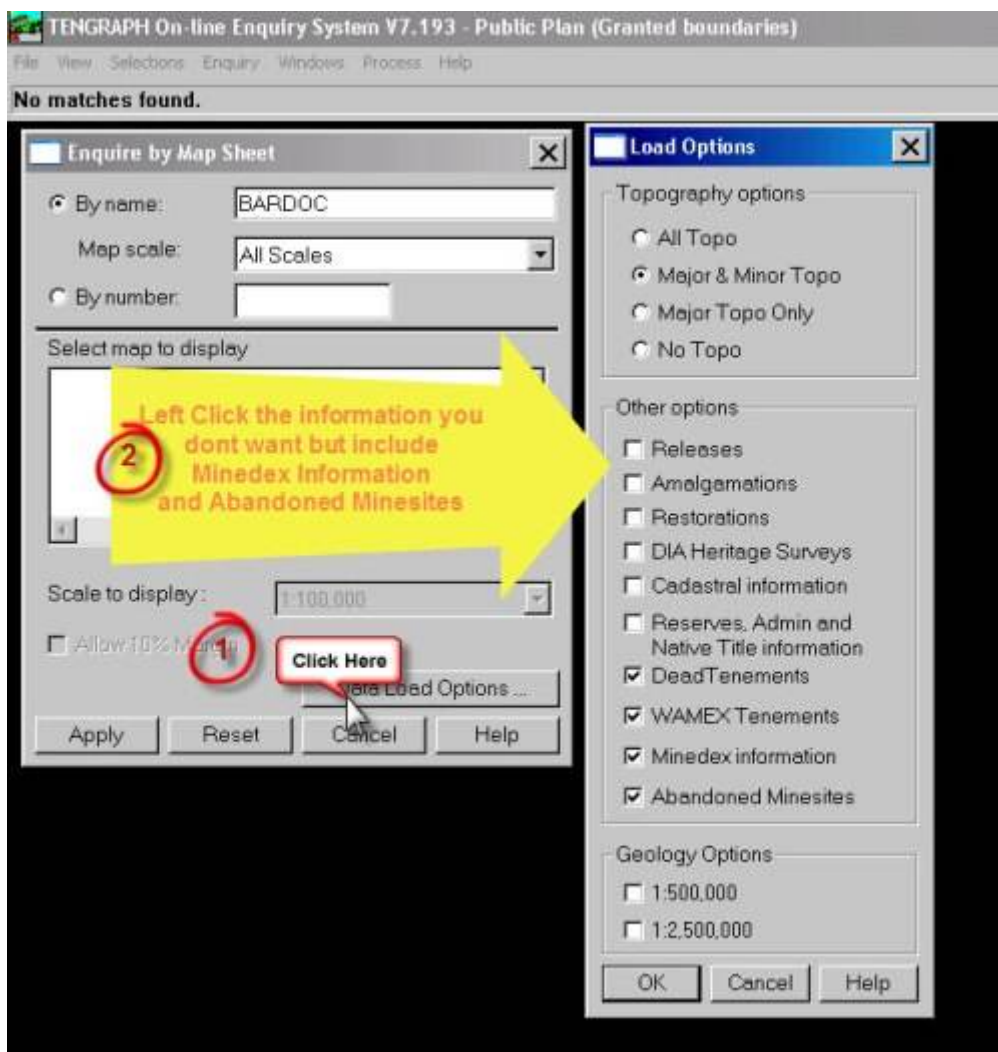 TENGRAPH On-line Enquiry System V7.193 - Public Plan (Granted boundaries)
File View Selections Enquiry Windows Process Help
No matches found.
Enquire by Map Sheet
By name: BARDOC
Map scale: All Scales
By number:
Select map to display
Left Click the information you
dont want but include
Minedex Information
and Abandoned Minesites
2
Scale to display : 1:100,000
Allow 10% Margin
1
Click Here
Data Load Options ...
Apply Reset Cancel Help
Load Options
Topography options
All Topo
Major & Minor Topo
Major Topo Only
No Topo
Other options
Releases
Amalgamations
Restorations
DIA Heritage Surveys
Cadastral information
Reserves, Admin and
Native Title information
DeadTenements
WAMEX Tenements
Minedex information
Abandoned Minesites
Geology Options
1:500,000
1:2,500,000
OK Cancel Help